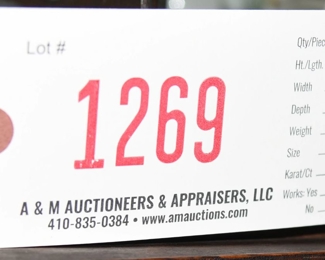 Lot #
1269
A & M AUCTIONEERS & APPRAISERS, LLC
410-835-0384 • www.amauctions.com
Qty/Piec
Ht./Lgth.
Width
Depth
Weight
Size
Karat/Ct
Works: Yes
No